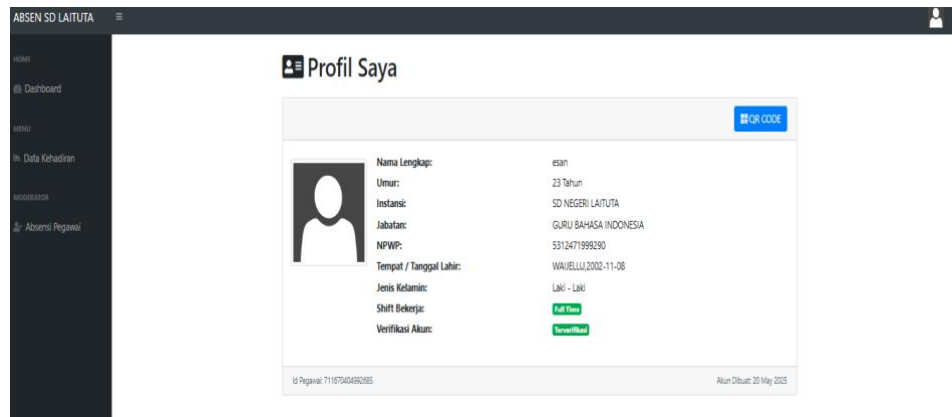 ABSEN SD LAITUTA
HOME
Dashboard
MENU
Data Kehadiran
MODERATOR
Absensi Pegawai
Profil Saya
QR CODE
Nama Lengkap: esan
Umur: 23 Tahun
Instansi: SD NEGERI LAITUTA
Jabatan: GURU BAHASA INDONESIA
NPWP: 5312471999290
Tempat / Tanggal Lahir: WAIJELLU,2002-11-08
Jenis Kelamin: Laki - Laki
Shift Bekerja: Full Time
Verifikasi Akun: Terverifikasi
Id Pegawai: 711670404992685
Akun Dibuat: 20 May 2025